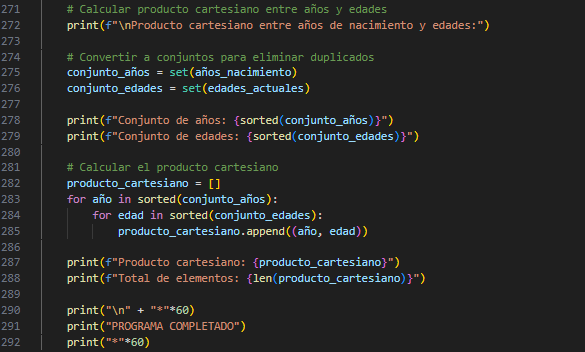 271 # Calcular producto cartesiano entre años y edades
272 print(f"\nProducto cartesiano entre años de nacimiento y edades:")
273
274 # Convertir a conjuntos para eliminar duplicados
275 conjunto_años = set(años_nacimiento)
276 conjunto_edades = set(edades_actuales)
277
278 print(f"Conjunto de años: {sorted(conjunto_años)}")
279 print(f"Conjunto de edades: {sorted(conjunto_edades)}")
280
281 # Calcular el producto cartesiano
282 producto_cartesiano = []
283 for año in sorted(conjunto_años):
284     for edad in sorted(conjunto_edades):
285         producto_cartesiano.append((año, edad))
286
287 print(f"Producto cartesiano: {producto_cartesiano}")
288 print(f"Total de elementos: {len(producto_cartesiano)}")
289
290 print("\n" + "*"*60)
291 print("PROGRAMA COMPLETADO")
292 print("*"*60)